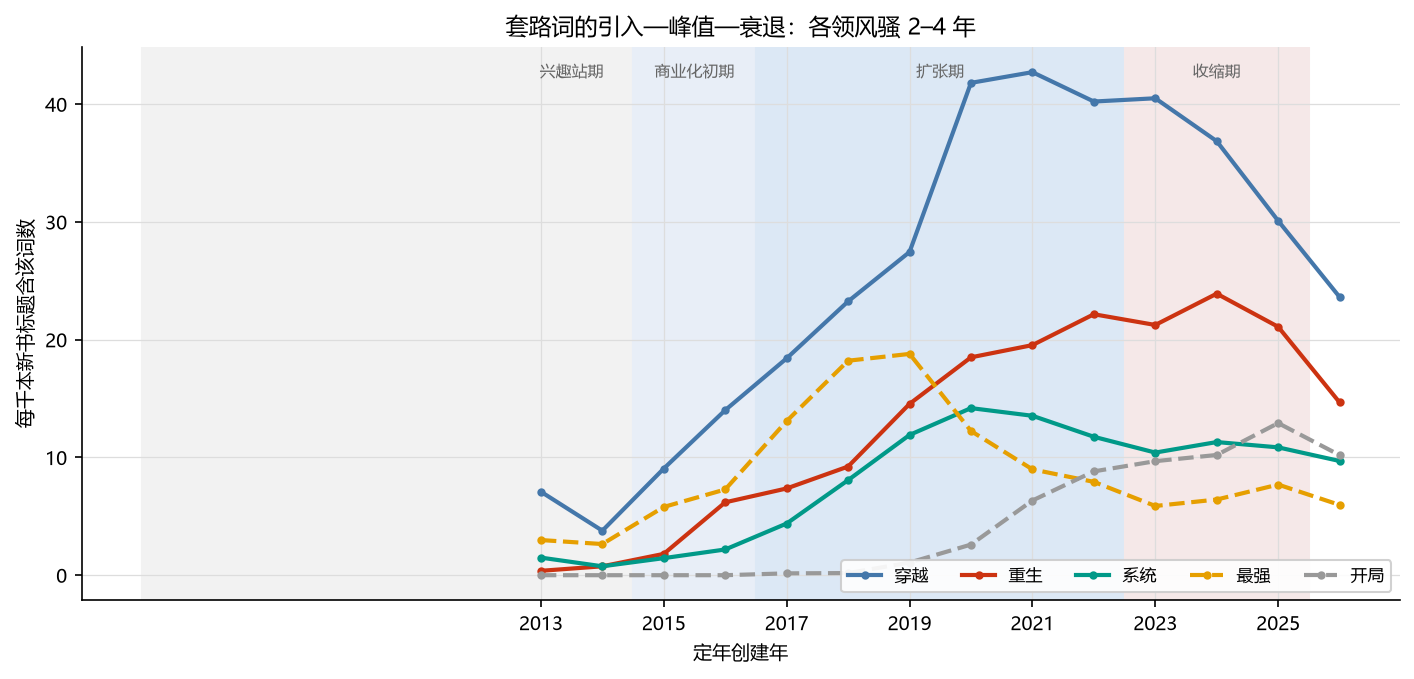 套路词的引入—峰值—衰退：各领风骚 2–4 年
兴趣站期 商业化初期 扩张期 收缩期
每千本新书标题含该词数
40
30
20
10
0
穿越 重生 系统 最强 开局
2013 2015 2017 2019 2021 2023 2025
定年创建年